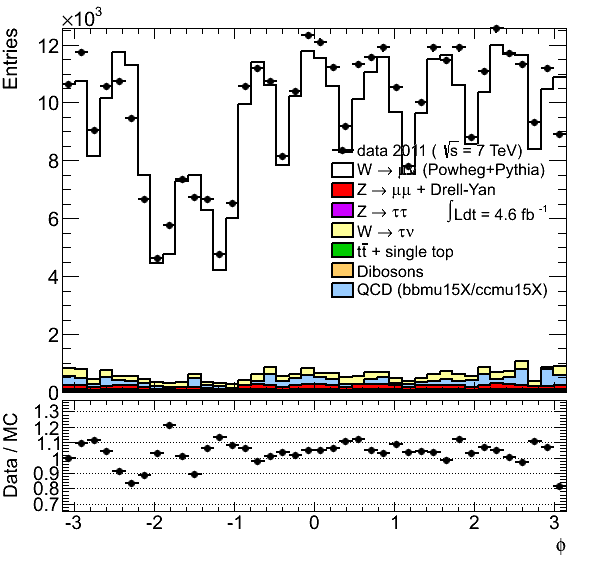 ×10³
Entries
12
10
8
6
4
2
0
data 2011 ( √s = 7 TeV)
W → μν (Powheg+Pythia)
Z → μμ + Drell-Yan
Z → ττ
∫Ldt = 4.6 fb⁻¹
W → τν
tt̄ + single top
Dibosons
QCD (bbmu15X/ccmu15X)
Data / MC
1.3
1.2
1.1
1
0.9
0.8
0.7
-3 -2 -1 0 1 2 3
ϕ